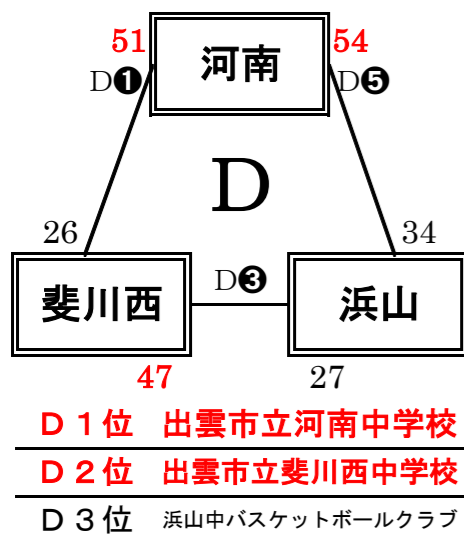 51 54
河南
D❶ D❺
D
26 34
D❸
斐川西 浜山
47 27
D1位 出雲市立河南中学校
D2位 出雲市立斐川西中学校
D3位 浜山中バスケットボールクラブ